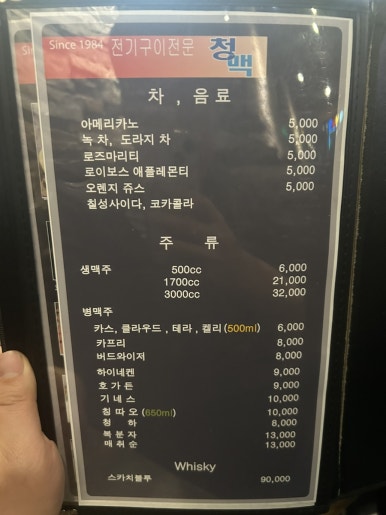 Since 1984 전기구이전문 청맥
차 , 음료
아메리카노 5,000
녹 차, 도라지 차 5,000
로즈마리티 5,000
로이보스 애플레몬티 5,000
오렌지 쥬스 5,000
칠성사이다, 코카콜라
주 류
생맥주 500cc 6,000
1700cc 21,000
3000cc 32,000
병맥주
카스, 클라우드 , 테라 , 켈리 (500ml) 6,000
카프리 8,000
버드와이저 8,000
하이네켄 9,000
호 가 든 9,000
기 네 스 10,000
칭 따 오 (650ml) 10,000
청 하 8,000
복 분 자 13,000
매 취 순 13,000
Whisky
스카치블루 90,000